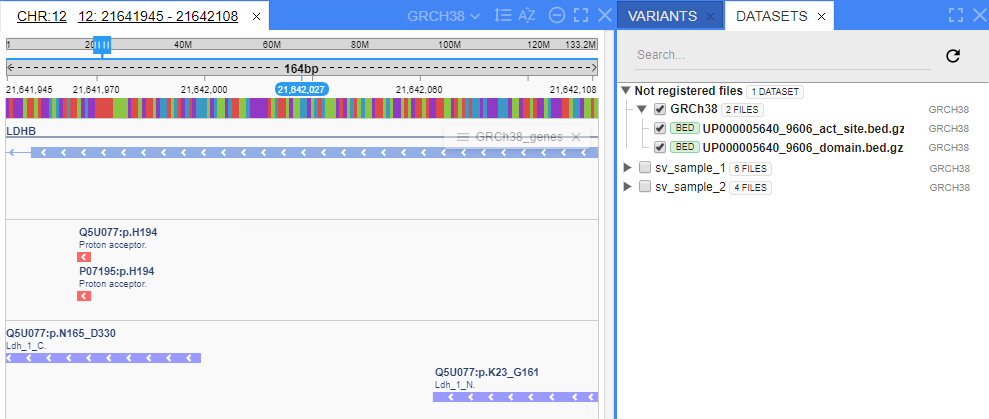 CHR:12 12: 21641945 - 21642108 × GRCH38
1 20M 40M 60M 80M 100M 120M 133.2M
164bp
21,641,945 21,641,970 21,642,000 21,642,027 21,642,060 21,642,108
LDHB
GRCh38_genes ×
Q5U077:p.H194
Proton acceptor.
P07195:p.H194
Proton acceptor.
Q5U077:p.N165_D330
Ldh_1_C.
Q5U077:p.K23_G161
Ldh_1_N.
VARIANTS × DATASETS ×
Search...
Not registered files 1 DATASET
GRCh38 2 FILES GRCH38
BED UP000005640_9606_act_site.bed.gz GRCH38
BED UP000005640_9606_domain.bed.gz GRCH38
sv_sample_1 6 FILES GRCH38
sv_sample_2 4 FILES GRCH38